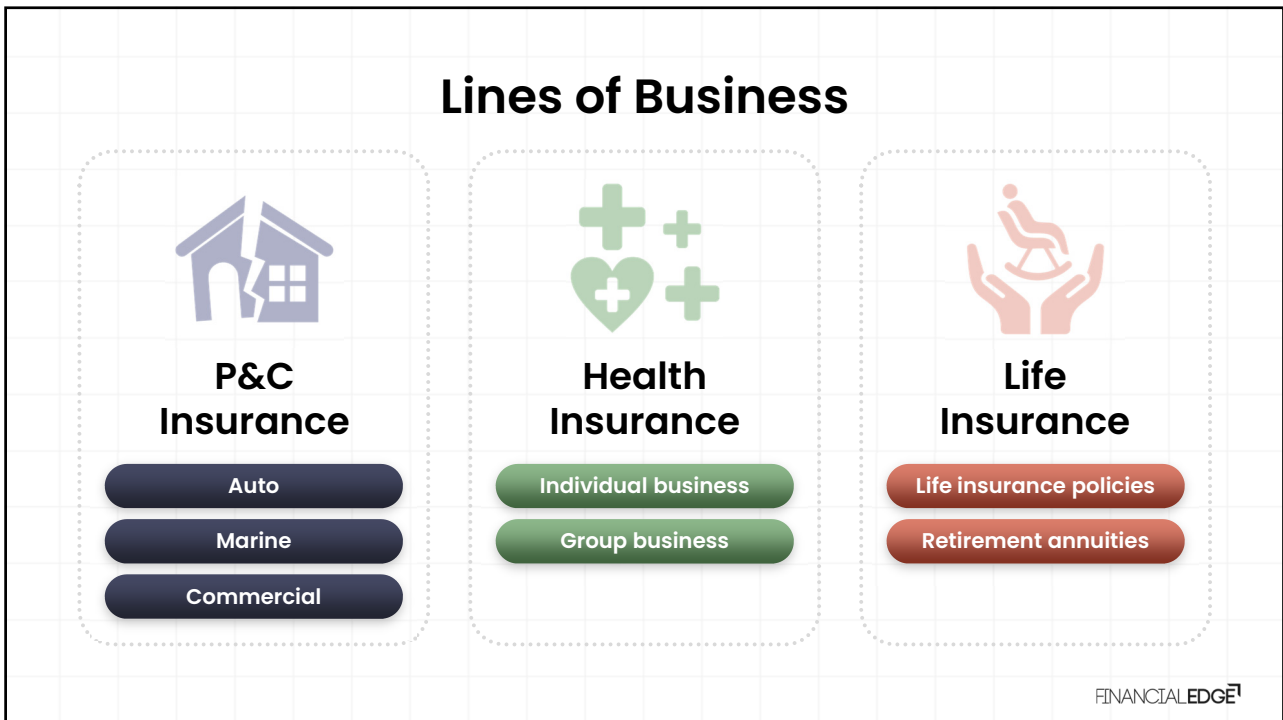 Lines of Business
P&C
Insurance
Auto
Marine
Commercial
Health
Insurance
Individual business
Group business
Life
Insurance
Life insurance policies
Retirement annuities
FINANCIALEDGE